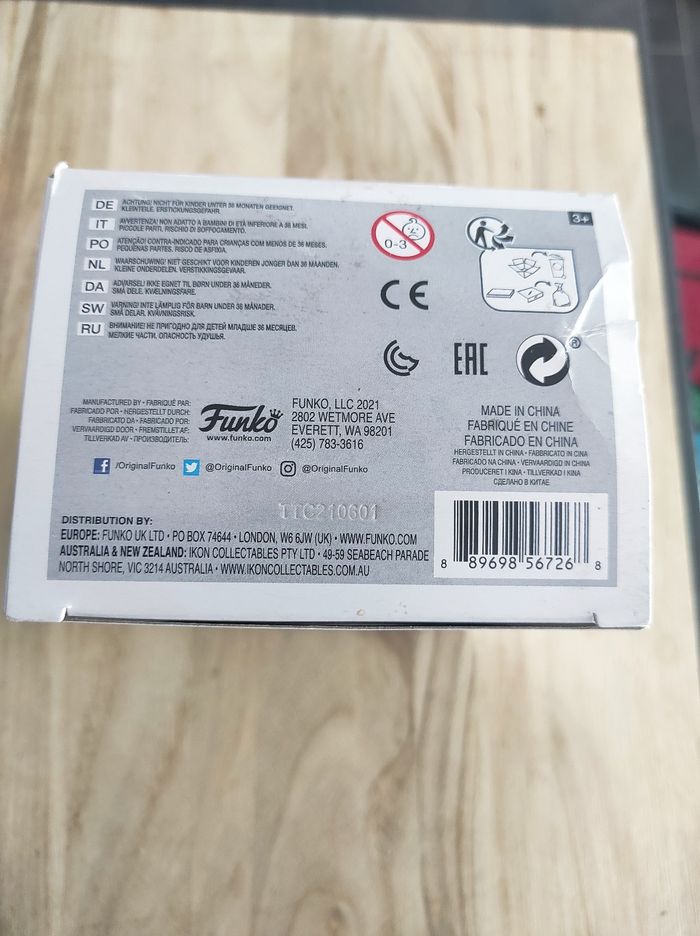 DE ACHTUNG! NICHT FÜR KINDER UNTER 36 MONATEN GEEIGNET.
KLEINTEILE. ERSTICKUNGSGEFAHR.
IT AVVERTENZA! NON ADATTO A BAMBINI DI ETÀ INFERIORE A 36 MESI.
PICCOLE PARTI, RISCHIO DI SOFFOCAMENTO.
PO ATENÇÃO! CONTRA-INDICADO PARA CRIANÇAS COM MENOS DE 36 MESES.
PEQUENAS PARTES. RISCO DE ASFIXIA.
NL WAARSCHUWING! NIET GESCHIKT VOOR KINDEREN JONGER DAN 36 MAANDEN.
KLEINE ONDERDELEN. VERSTIKKINGSGEVAAR.
DA ADVARSEL! IKKE EGNET TIL BØRN UNDER 36 MÅNEDER.
SMÅ DELE. KVÆLNINGSFARE.
SW VARNING! INTE LÄMPLIG FÖR BARN UNDER 36 MÅNADER.
SMÅ DELAR, KVÄVNINGSRISK.
RU ВНИМАНИЕ! НЕ ПРИГОДНО ДЛЯ ДЕТЕЙ МЛАДШЕ 36 МЕСЯЦЕВ.
МЕЛКИЕ ЧАСТИ, ОПАСНОСТЬ УДУШЬЯ.
0-3
3+
CE
EAC
®
MANUFACTURED BY • FABRIQUÉ PAR:
FABRICADO POR • HERGESTELLT DURCH:
FABBRICATO DA • FABRICADO POR:
VERVAARDIGD DOOR • FREMSTILLET AF:
TILLVERKAD AV • ПРОИЗВОДИТЕЛЬ:
Funko
www.funko.com
FUNKO, LLC 2021
2802 WETMORE AVE
EVERETT, WA 98201
(425) 783-3616
MADE IN CHINA
FABRIQUÉ EN CHINE
FABRICADO EN CHINA
HERGESTELLT IN CHINA • FABBRICATO IN CINA
FABRICADO NA CHINA • VERVAARDIGD IN CHINA
PRODUCERET I KINA • TILLVERKAD I KINA
СДЕЛАНО В КИТАЕ
/OriginalFunko @OriginalFunko @OriginalFunko
TTC210601
DISTRIBUTION BY:
EUROPE: FUNKO UK LTD • PO BOX 74644 • LONDON, W6 6JW (UK) • WWW.FUNKO.COM
AUSTRALIA & NEW ZEALAND: IKON COLLECTABLES PTY LTD • 49-59 SEABEACH PARADE
NORTH SHORE, VIC 3214 AUSTRALIA • WWW.IKONCOLLECTABLES.COM.AU
8 89698 56726 8